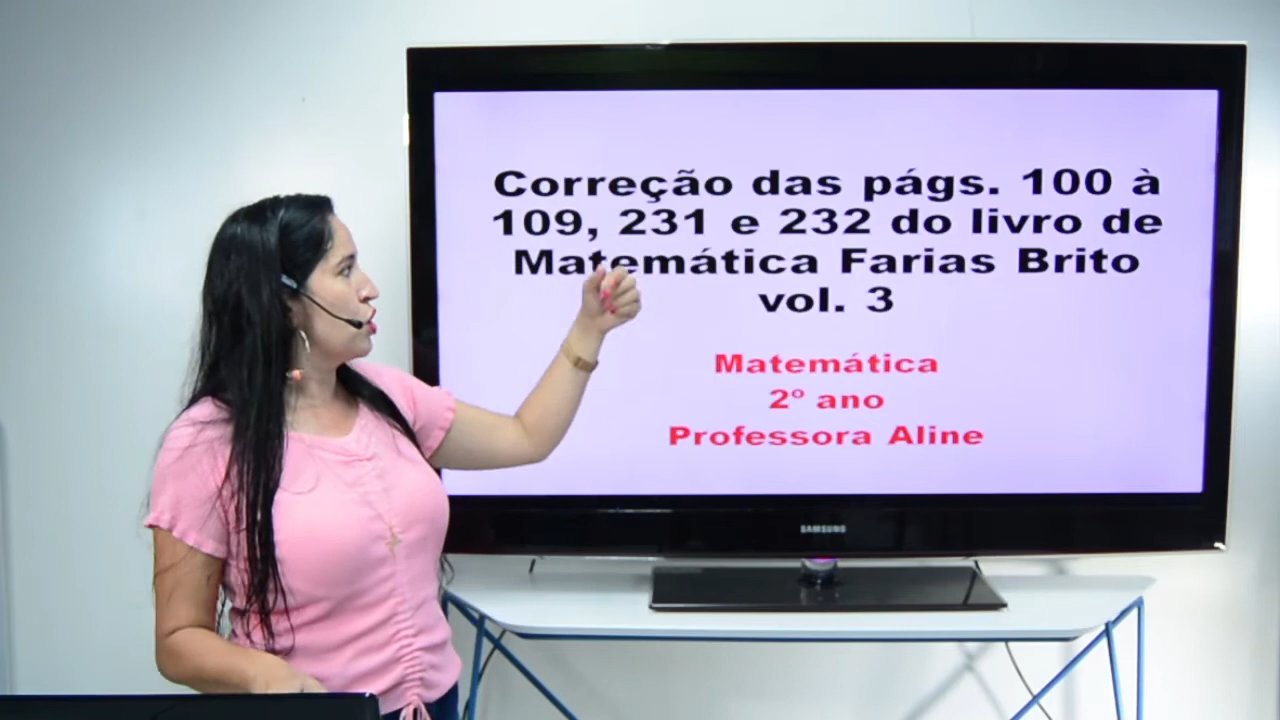 Correção das págs. 100 à
109, 231 e 232 do livro de
Matemática Farias Brito
vol. 3
Matemática
2º ano
Professora Aline
SAMSUNG